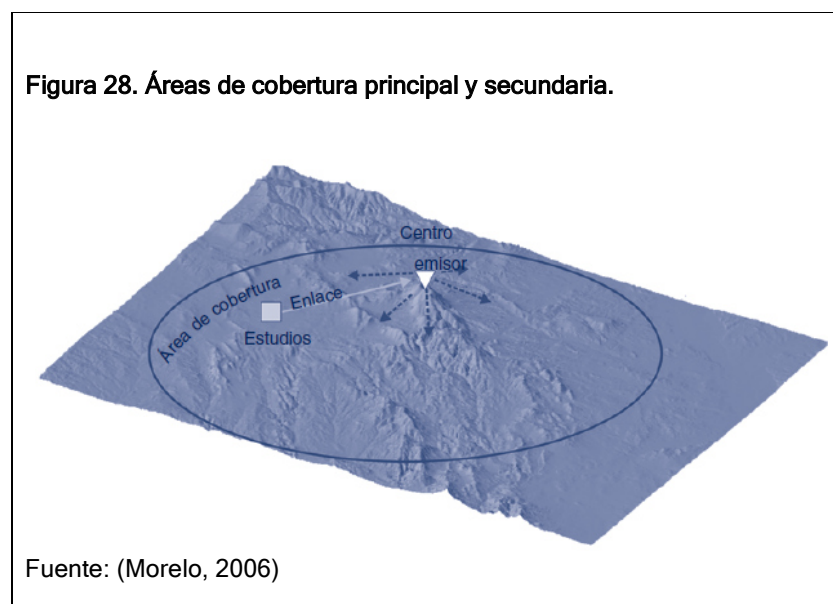 Figura 28. Áreas de cobertura principal y secundaria.
Centro
emisor
Área de cobertura
Enlace
Estudios
Fuente: (Morelo, 2006)